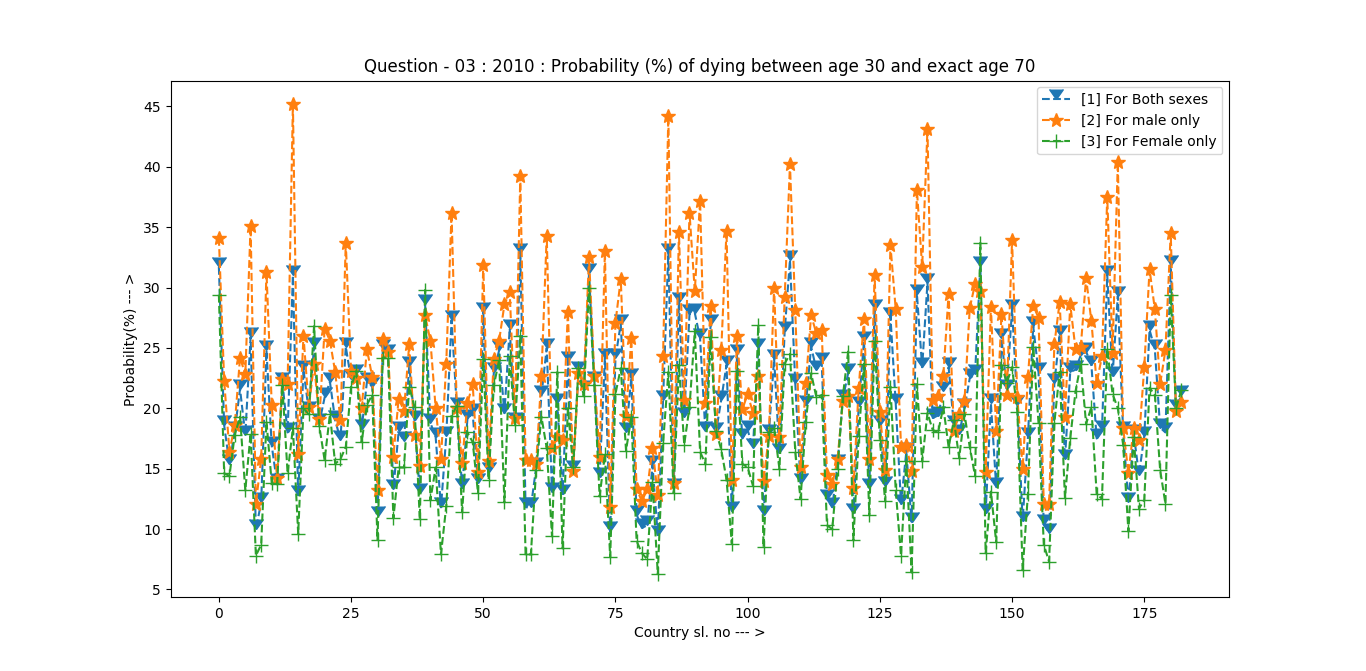 Question - 03 : 2010 : Probability (%) of dying between age 30 and exact age 70
[1] For Both sexes
[2] For male only
[3] For Female only
Probability(%) --- >
45
40
35
30
25
20
15
10
5
0 25 50 75 100 125 150 175
Country sl. no --- >